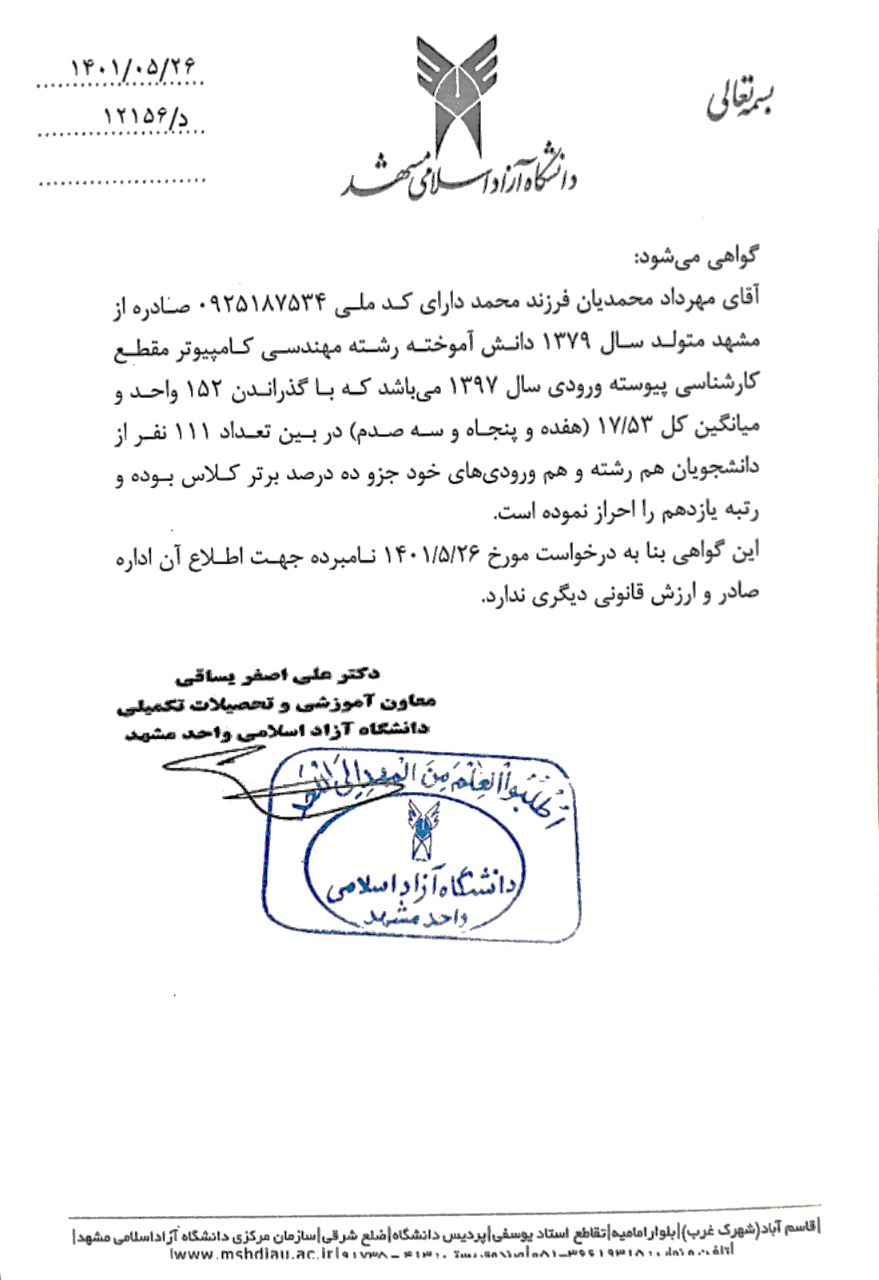 بسمه تعالی
۱۴۰۱/۰۵/۲۶
د/۱۲۱۵۶
دانشگاه آزاد اسلامی مشهد
گواهی می‌شود:
آقای مهرداد محمدیان فرزند محمد دارای کد ملی ۰۹۲۵۱۸۷۵۳۴ صادره از
مشهد متولد سال ۱۳۷۹ دانش آموخته رشته مهندسی کامپیوتر مقطع
کارشناسی پیوسته ورودی سال ۱۳۹۷ می‌باشد که با گذراندن ۱۵۲ واحد و
میانگین کل ۱۷/۵۳ (هفده و پنجاه و سه صدم) در بین تعداد ۱۱۱ نفر از
دانشجویان هم رشته و هم ورودی‌های خود جزو ده درصد برتر کلاس بوده و
رتبه یازدهم را احراز نموده است.
این گواهی بنا به درخواست مورخ ۱۴۰۱/۵/۲۶ نامبرده جهت اطلاع آن اداره
صادر و ارزش قانونی دیگری ندارد.
دکتر علی اصغر یساقی
معاون آموزشی و تحصیلات تکمیلی
دانشگاه آزاد اسلامی واحد مشهد
اُطْلُبُواْ الْعِلْمَ مِنَ الْمَهْدِ اِلَی
دانشگاه آزاد اسلامی
واحد مشهد
|قاسم آباد(شهرک غرب)|بلوار امامیه|تقاطع استاد یوسفی|پردیس دانشگاه|ضلع شرقی|سازمان مرکزی دانشگاه آزاد اسلامی مشهد|
www.mshdiau.ac.ir